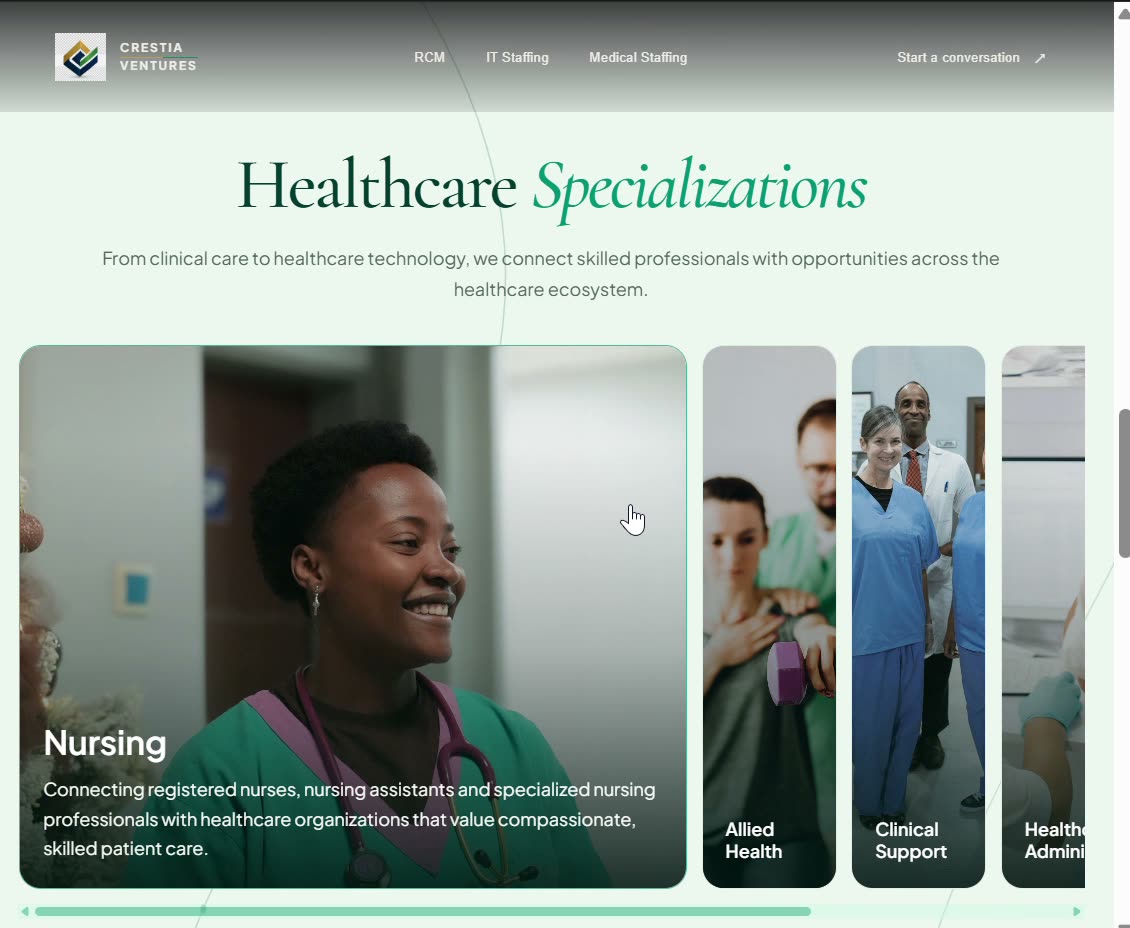 CRESTIA
VENTURES
RCM
IT Staffing
Medical Staffing
Start a conversation
Healthcare Specializations
From clinical care to healthcare technology, we connect skilled professionals with opportunities across the
healthcare ecosystem.
Nursing
Connecting registered nurses, nursing assistants and specialized nursing
professionals with healthcare organizations that value compassionate,
skilled patient care.
Allied
Health
Clinical
Support